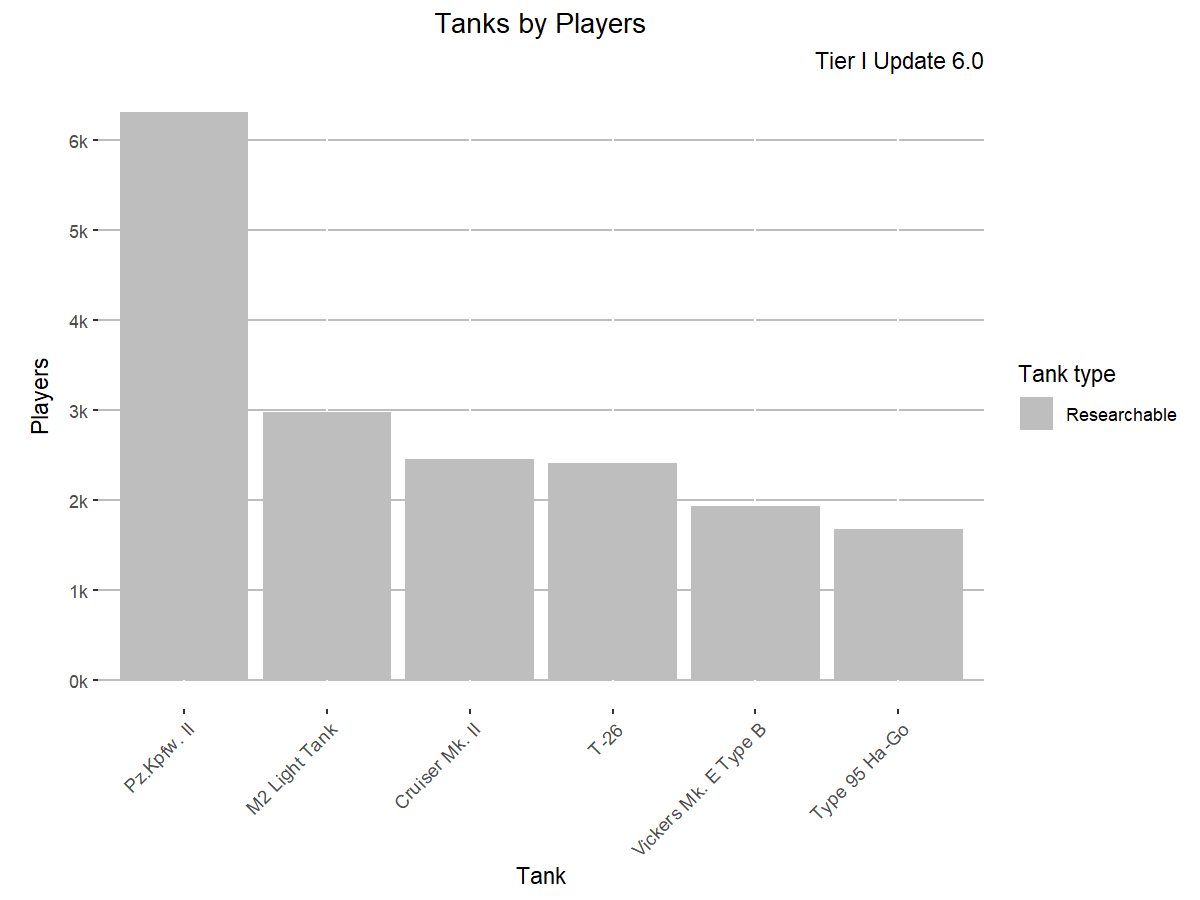 Tanks by Players
Tier I Update 6.0
6k
5k
4k
3k
2k
1k
0k
Players
Pz.Kpfw. II
M2 Light Tank
Cruiser Mk. II
T-26
Vickers Mk. E Type B
Type 95 Ha-Go
Tank
Tank type
Researchable